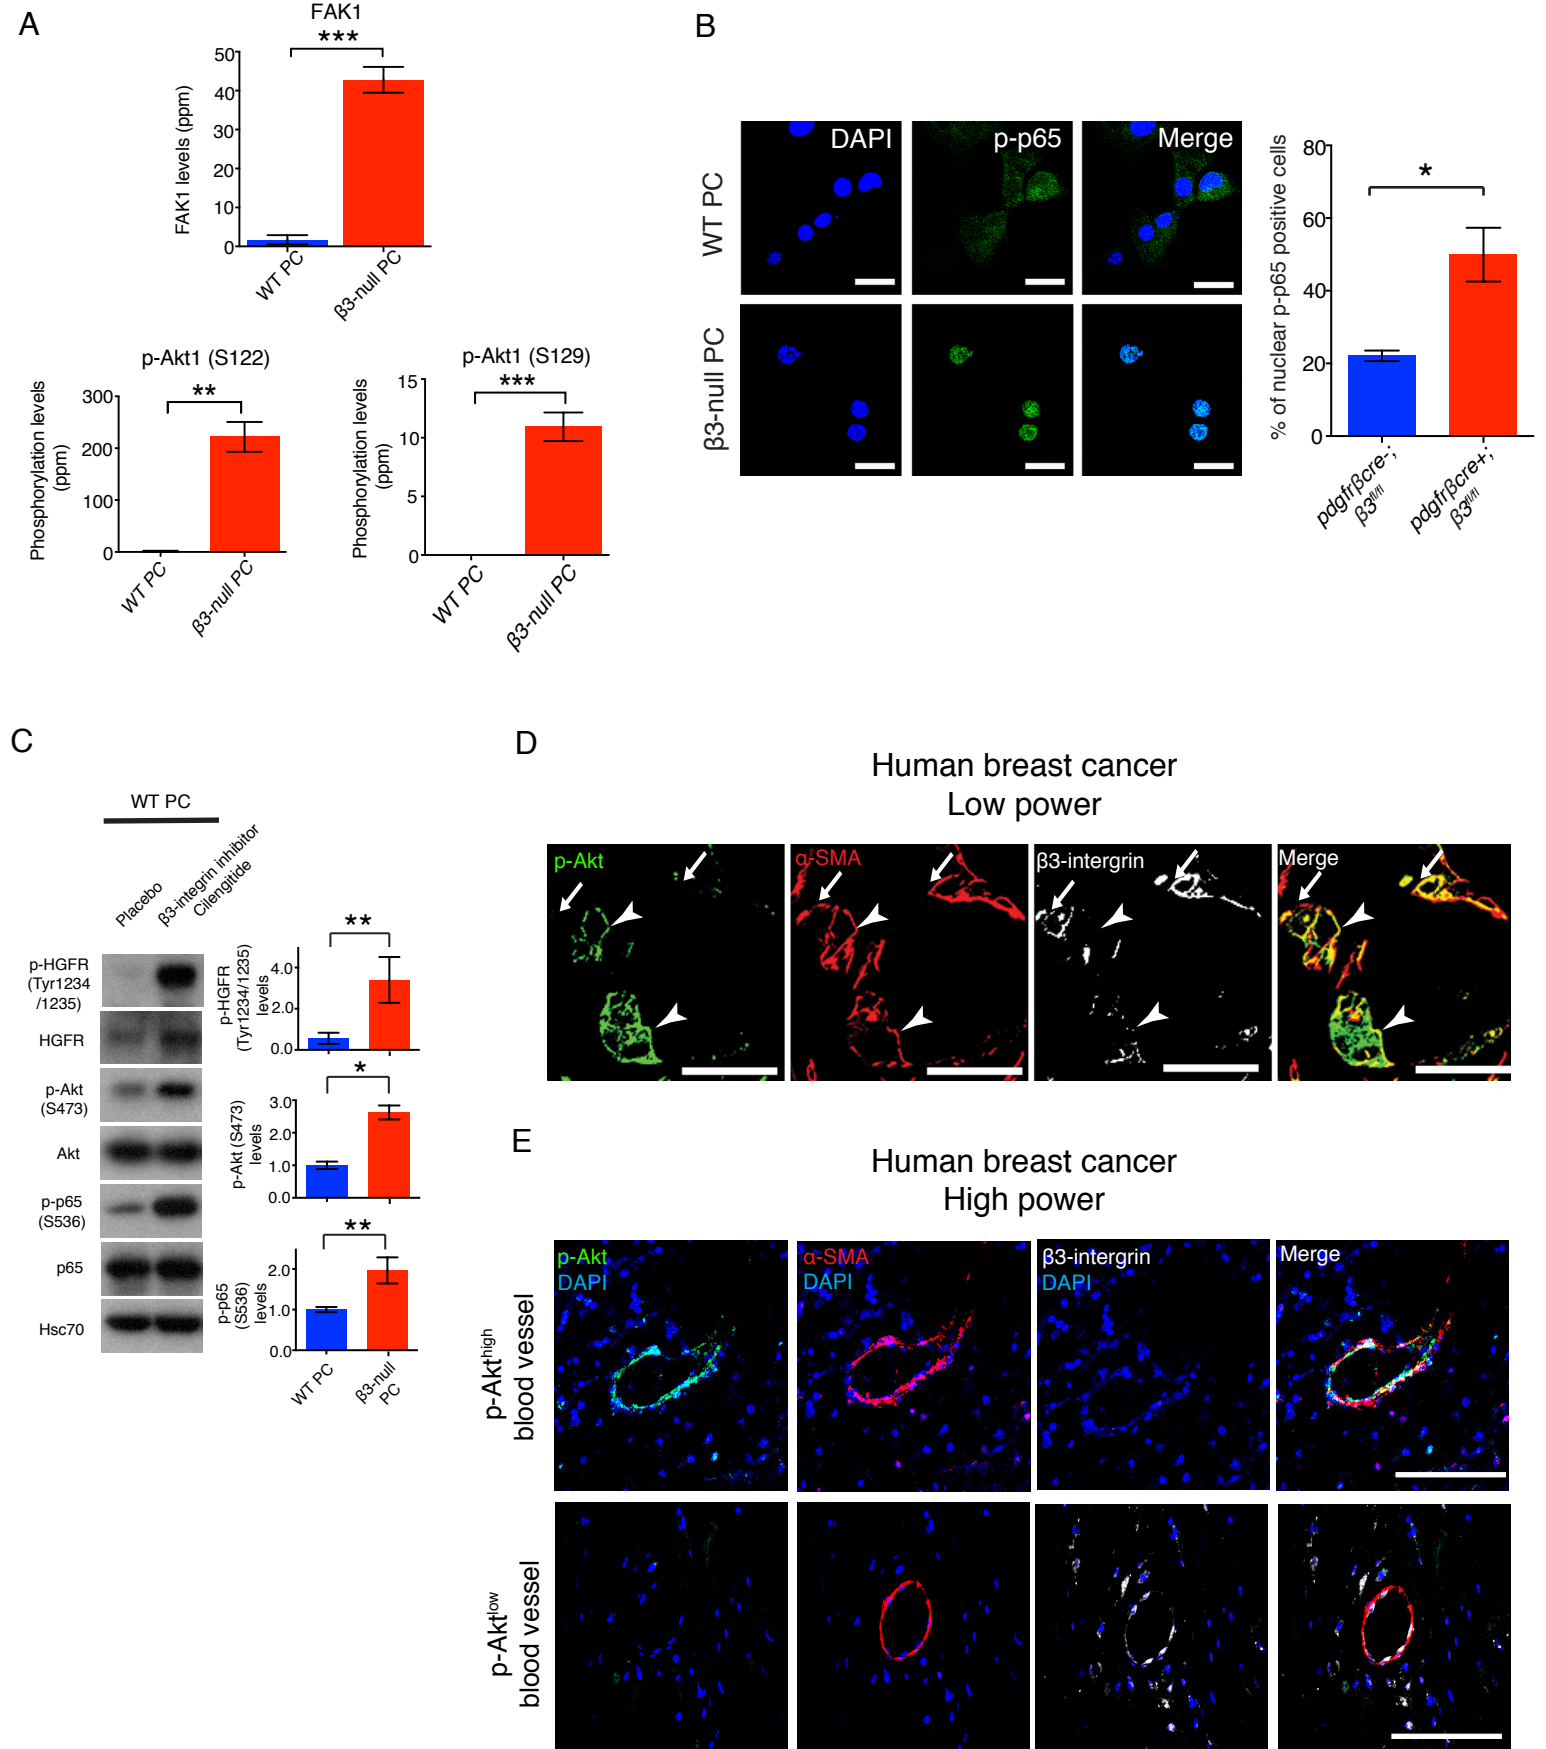 A
FAK1
***
FAK1 levels (ppm)
50
40
30
20
10
0
WT PC
β3-null PC
p-Akt1 (S122)
**
Phosphorylation levels
(ppm)
300
200
100
0
WT PC
β3-null PC
p-Akt1 (S129)
***
Phosphorylation levels
(ppm)
15
10
5
0
WT PC
β3-null PC
B
DAPI
p-p65
Merge
WT PC
β3-null PC
% of nuclear p-p65 positive cells
80
60
40
20
0
*
pdgfrβcre-;
β3fl/fl
pdgfrβcre+;
β3fl/fl
C
WT PC
Placebo
β3-integrin inhibitor
Cilengitide
p-HGFR
(Tyr1234
/1235)
HGFR
p-Akt
(S473)
Akt
p-p65
(S536)
p65
Hsc70
**
p-HGFR
(Tyr1234/1235)
levels
4.0
2.0
0.0
*
p-Akt (S473)
levels
3.0
2.0
1.0
0.0
**
p-p65
(S536)
levels
2.0
1.0
0.0
WT PC
β3-null
PC
D
Human breast cancer
Low power
p-Akt
α-SMA
β3-intergrin
Merge
E
Human breast cancer
High power
p-Akt
DAPI
α-SMA
DAPI
β3-intergrin
DAPI
Merge
p-Akthigh
blood vessel
p-Aktlow
blood vessel